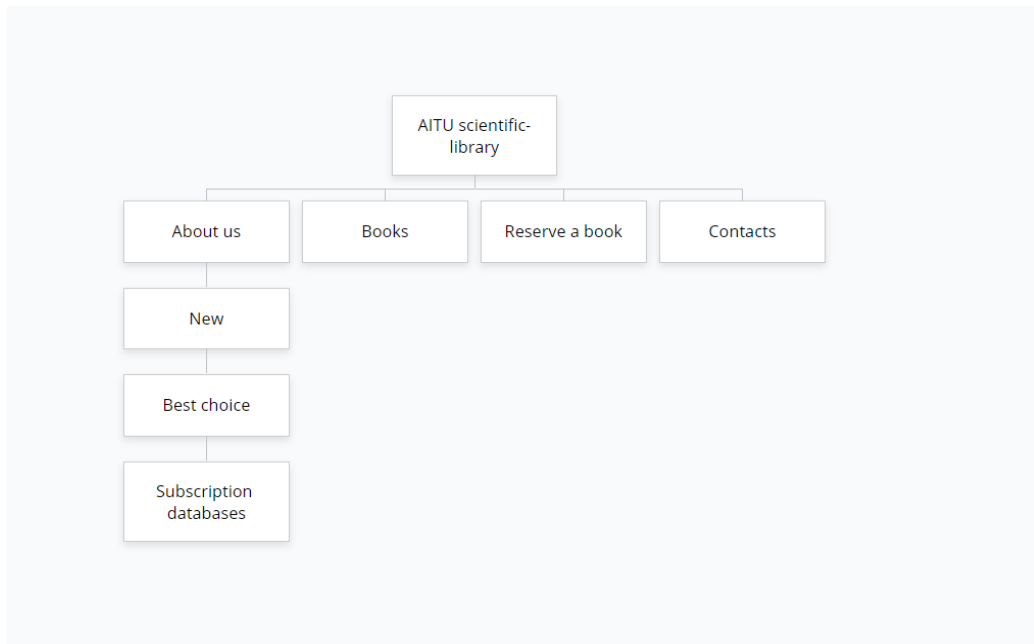 AITU scientific-
library
About us
Books
Reserve a book
Contacts
New
Best choice
Subscription
databases